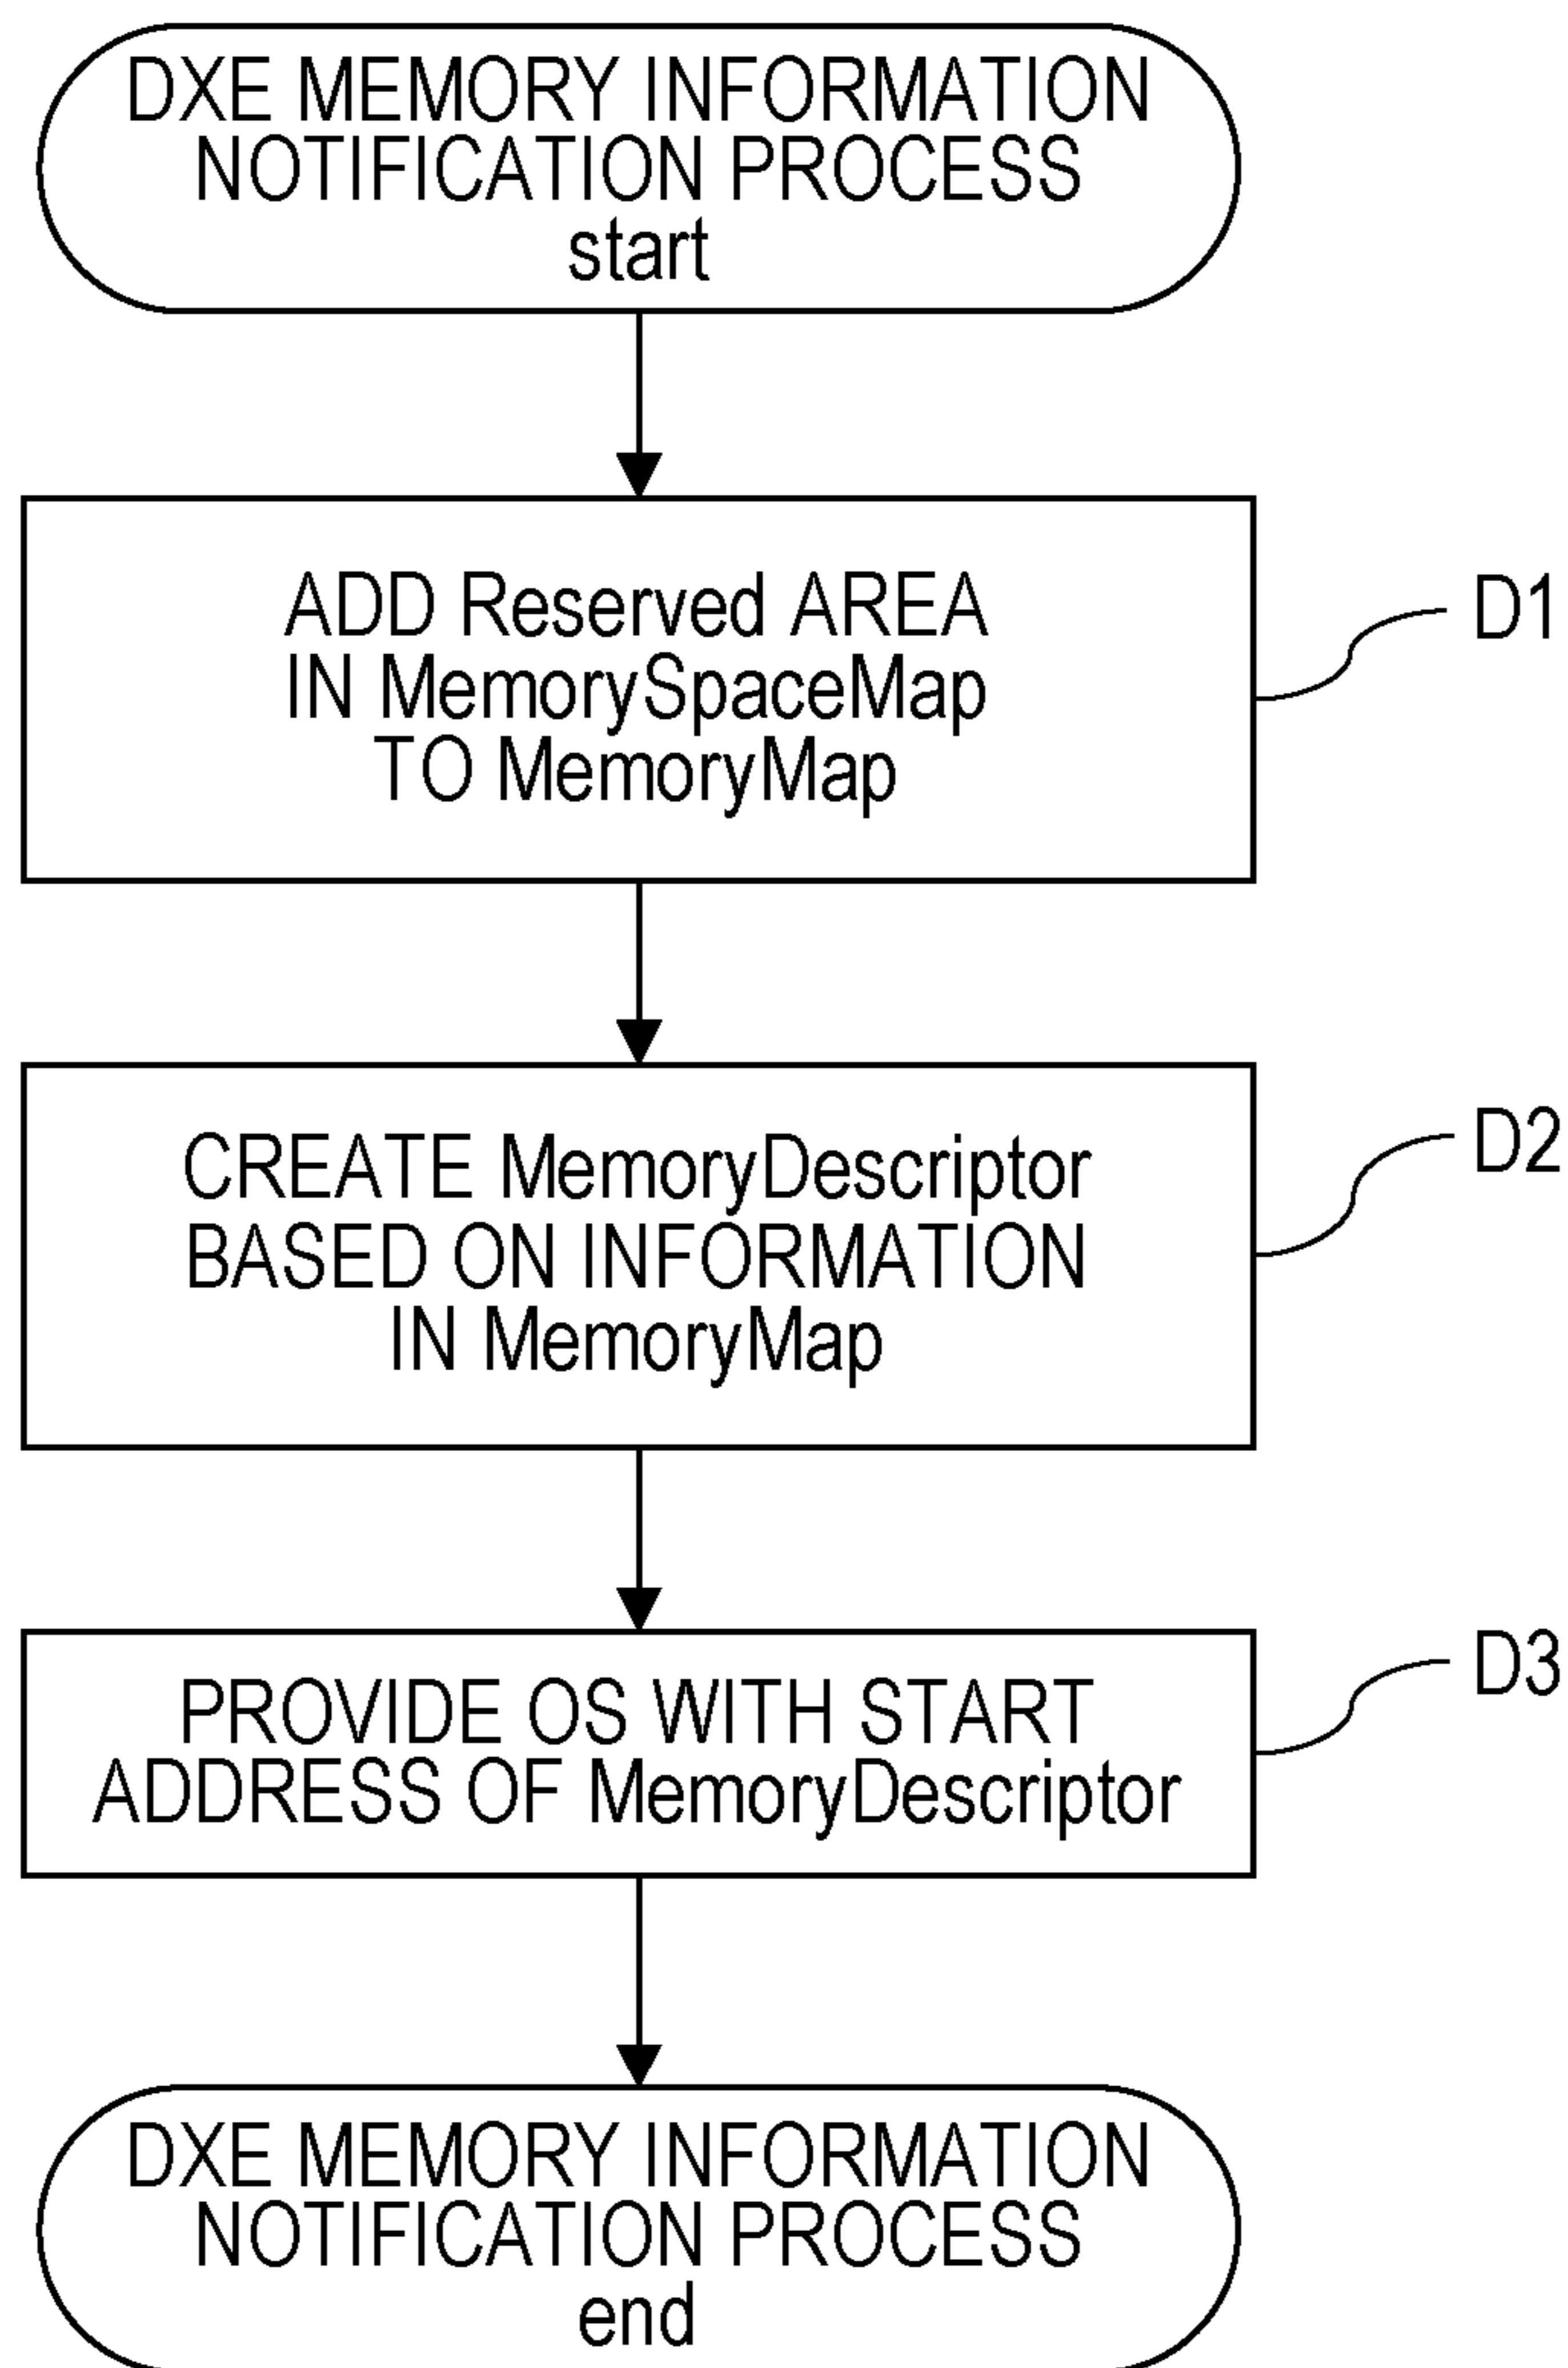 DXE MEMORY INFORMATION
NOTIFICATION PROCESS
start
ADD Reserved AREA
IN MemorySpaceMap
TO MemoryMap
D1
CREATE MemoryDescriptor
BASED ON INFORMATION
IN MemoryMap
D2
PROVIDE OS WITH START
ADDRESS OF MemoryDescriptor
D3
DXE MEMORY INFORMATION
NOTIFICATION PROCESS
end